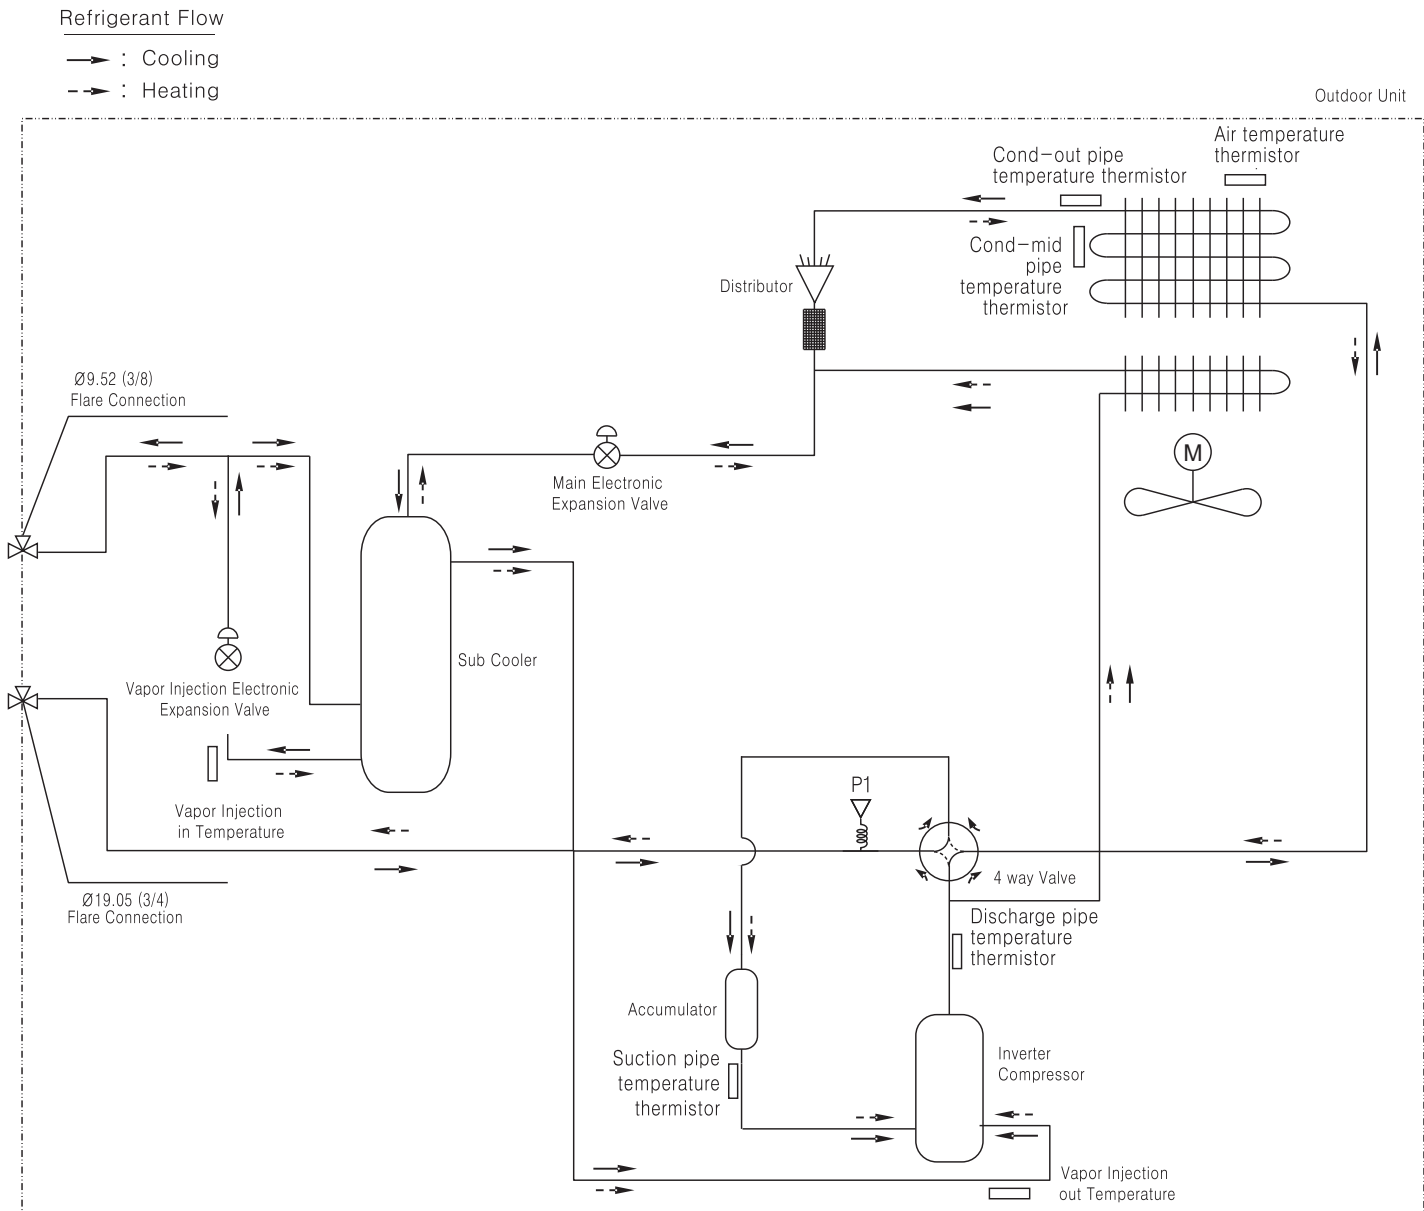 Refrigerant Flow
: Cooling
: Heating
Outdoor Unit
Air temperature
thermistor
Cond-out pipe
temperature thermistor
Cond-mid
pipe
temperature
thermistor
Distributor
Ø9.52 (3/8)
Flare Connection
M
Main Electronic
Expansion Valve
Sub Cooler
Vapor Injection Electronic
Expansion Valve
Vapor Injection
in Temperature
P1
4 way Valve
Ø19.05 (3/4)
Flare Connection
Discharge pipe
temperature
thermistor
Accumulator
Suction pipe
temperature
thermistor
Inverter
Compressor
Vapor Injection
out Temperature